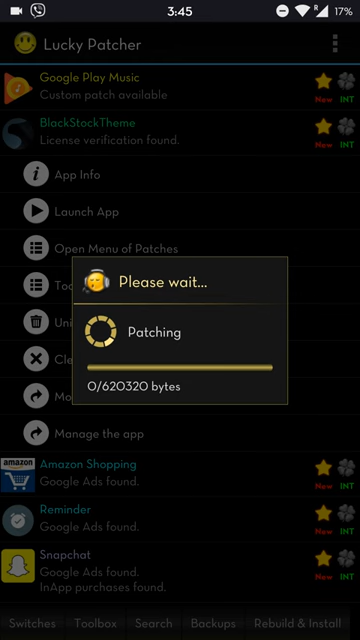 3:45
R
17%
Lucky Patcher
Google Play Music
Custom patch available
New INT
BlackStockTheme
License verification found.
New INT
App Info
Launch App
Open Menu of Patches
Please wait...
Patching
0/620320 bytes
Manage the app
amazon
Amazon Shopping
Google Ads found.
New INT
Reminder
Google Ads found.
New INT
Snapchat
Google Ads found.
InApp purchases found.
New INT
Switches Toolbox Search Backups Rebuild & Install